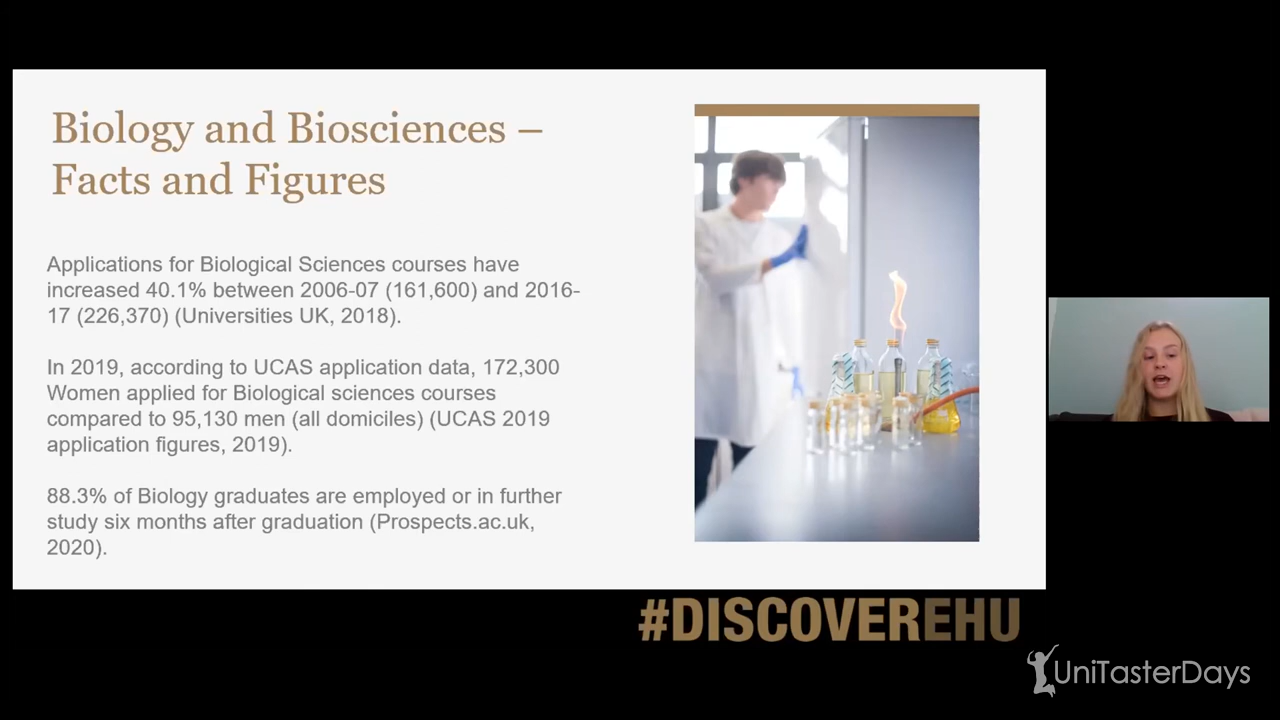 Biology and Biosciences –
Facts and Figures
Applications for Biological Sciences courses have
increased 40.1% between 2006-07 (161,600) and 2016-
17 (226,370) (Universities UK, 2018).
In 2019, according to UCAS application data, 172,300
Women applied for Biological sciences courses
compared to 95,130 men (all domiciles) (UCAS 2019
application figures, 2019).
88.3% of Biology graduates are employed or in further
study six months after graduation (Prospects.ac.uk,
2020).
#DISCOVEREHU
UniTasterDays